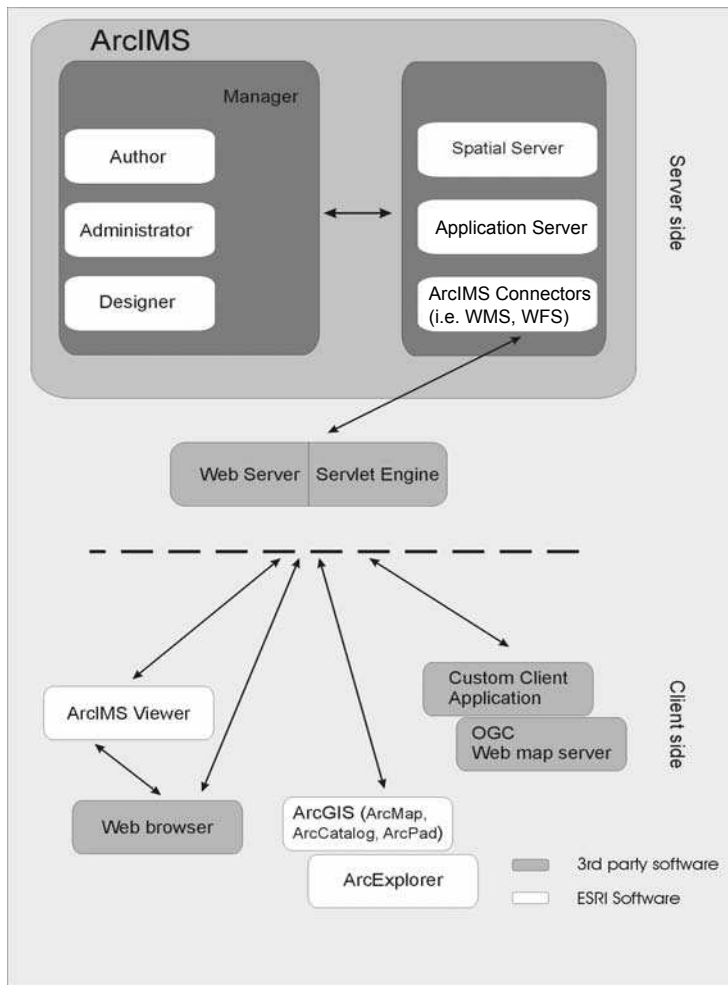 ArcIMS
Manager
Author
Administrator
Designer
Spatial Server
Application Server
ArcIMS Connectors
(i.e. WMS, WFS)
Server side
Web Server
Servlet Engine
ArcIMS Viewer
Web browser
ArcGIS (ArcMap,
ArcCatalog, ArcPad)
ArcExplorer
Custom Client
Application
OGC
Web map server
Client side
3rd party software
ESRI Software